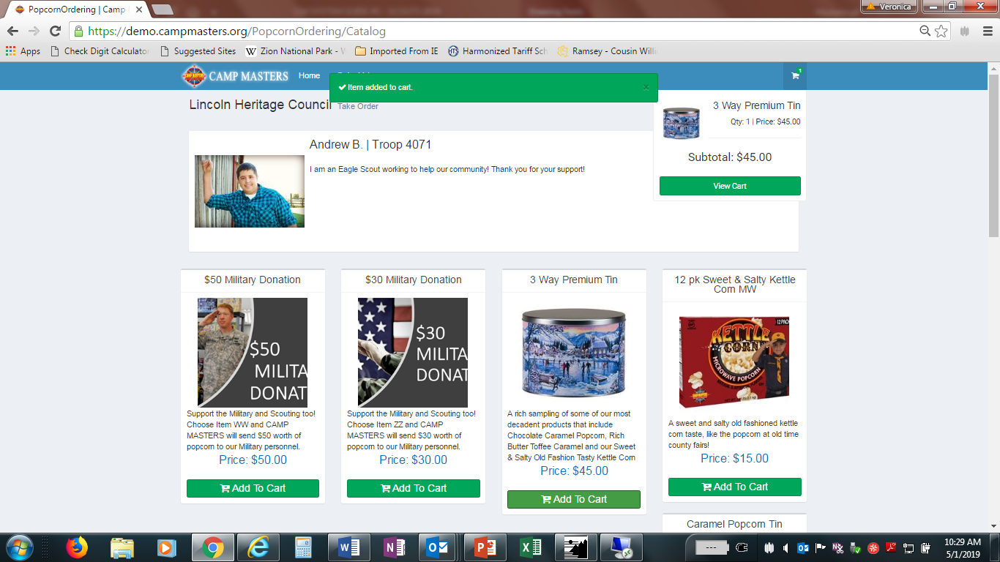 PopcornOrdering | Camp
Veronica
https://demo.campmasters.org/PopcornOrdering/Catalog
Apps
Check Digit Calculator
Suggested Sites
Zion National Park -
Imported From IE
Harmonized Tariff Sch
Ramsey - Cousin Willi
CAMP MASTERS
Home
1
Item added to cart.
x
Lincoln Heritage Council
Take Order
3 Way Premium Tin
Qty: 1 | Price: $45.00
Subtotal: $45.00
View Cart
Andrew B. | Troop 4071
I am an Eagle Scout working to help our community! Thank you for your support!
$50 Military Donation
$50
MILITA
DONAT
Support the Military and Scouting too!
Choose Item WW and CAMP
MASTERS will send $50 worth of
popcorn to our Military personnel.
Price: $50.00
Add To Cart
$30 Military Donation
$30
MILITA
DONAT
Support the Military and Scouting too!
Choose Item ZZ and CAMP
MASTERS will send $30 worth of
popcorn to our Military personnel.
Price: $30.00
Add To Cart
3 Way Premium Tin
A rich sampling of some of our most
decadent products that include
Chocolate Caramel Popcorn, Rich
Butter Toffee Caramel and our Sweet
& Salty Old Fashion Tasty Kettle Corn
Price: $45.00
Add To Cart
12 pk Sweet & Salty Kettle
Corn MW
12 PACK
KETTLE
CORN
MICROWAVE POPCORN
A sweet and salty old fashioned kettle
corn taste, like the popcorn at old time
county fairs!
Price: $15.00
Add To Cart
Caramel Popcorn Tin
10:29 AM
5/1/2019